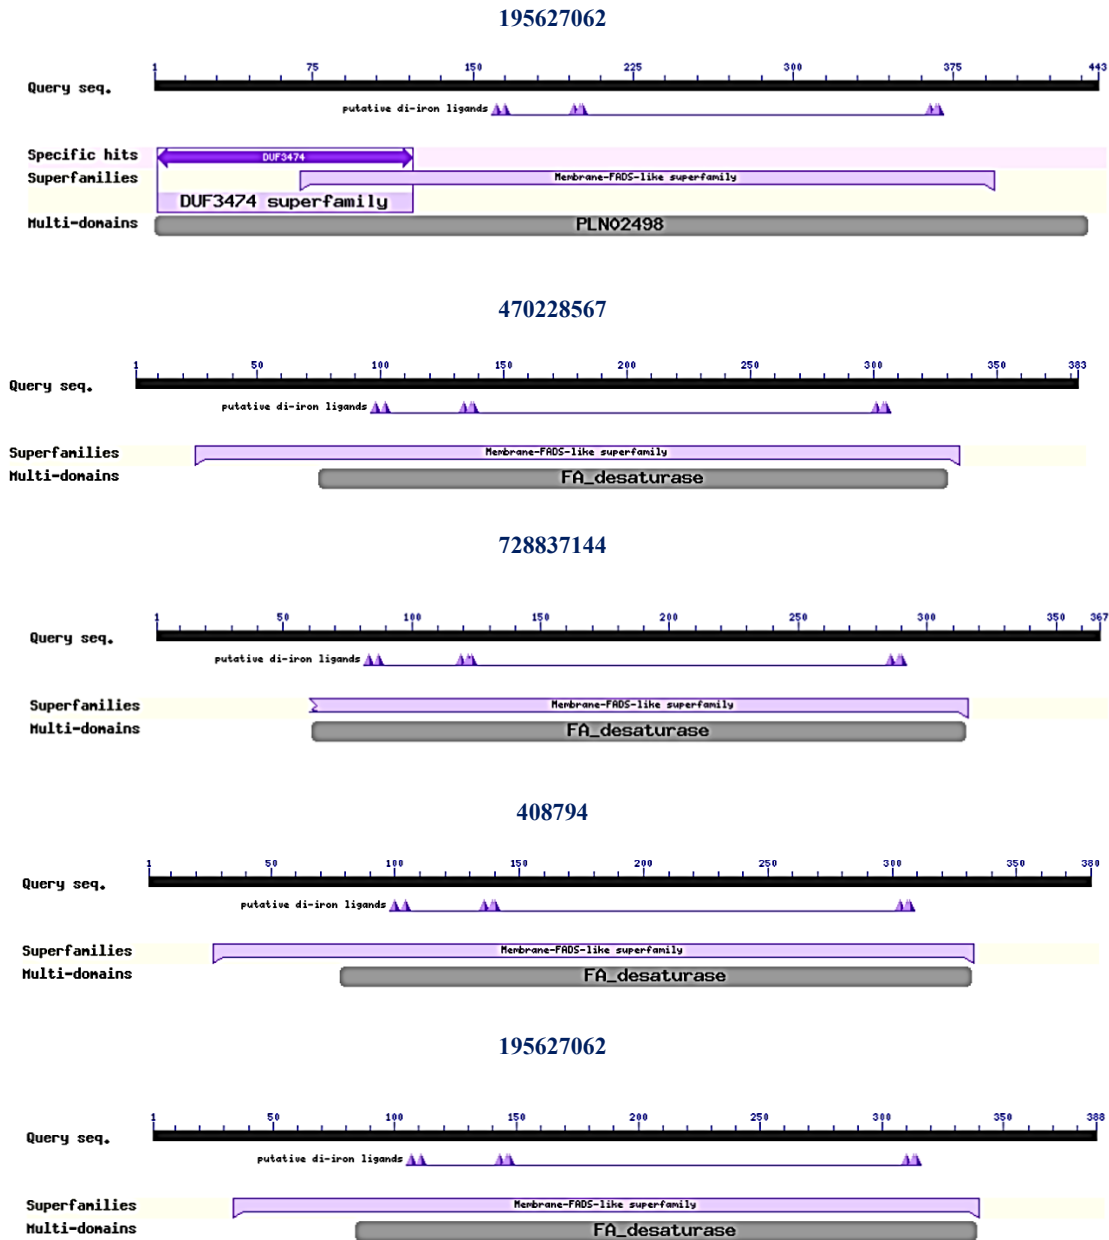 195627062
1 75 150 225 300 375 443
Query seq.
putative di-iron ligands
Specific hits DUF3474
Superfamilies Membrane-FADS-like superfamily
DUF3474 superfamily
Multi-domains PLN02498
470228567
1 50 100 150 200 250 300 350 383
Query seq.
putative di-iron ligands
Superfamilies Membrane-FADS-like superfamily
Multi-domains FA_desaturase
728837144
1 50 100 150 200 250 300 350 367
Query seq.
putative di-iron ligands
Superfamilies Membrane-FADS-like superfamily
Multi-domains FA_desaturase
408794
1 50 100 150 200 250 300 350 380
Query seq.
putative di-iron ligands
Superfamilies Membrane-FADS-like superfamily
Multi-domains FA_desaturase
195627062
1 50 100 150 200 250 300 350 388
Query seq.
putative di-iron ligands
Superfamilies Membrane-FADS-like superfamily
Multi-domains FA_desaturase